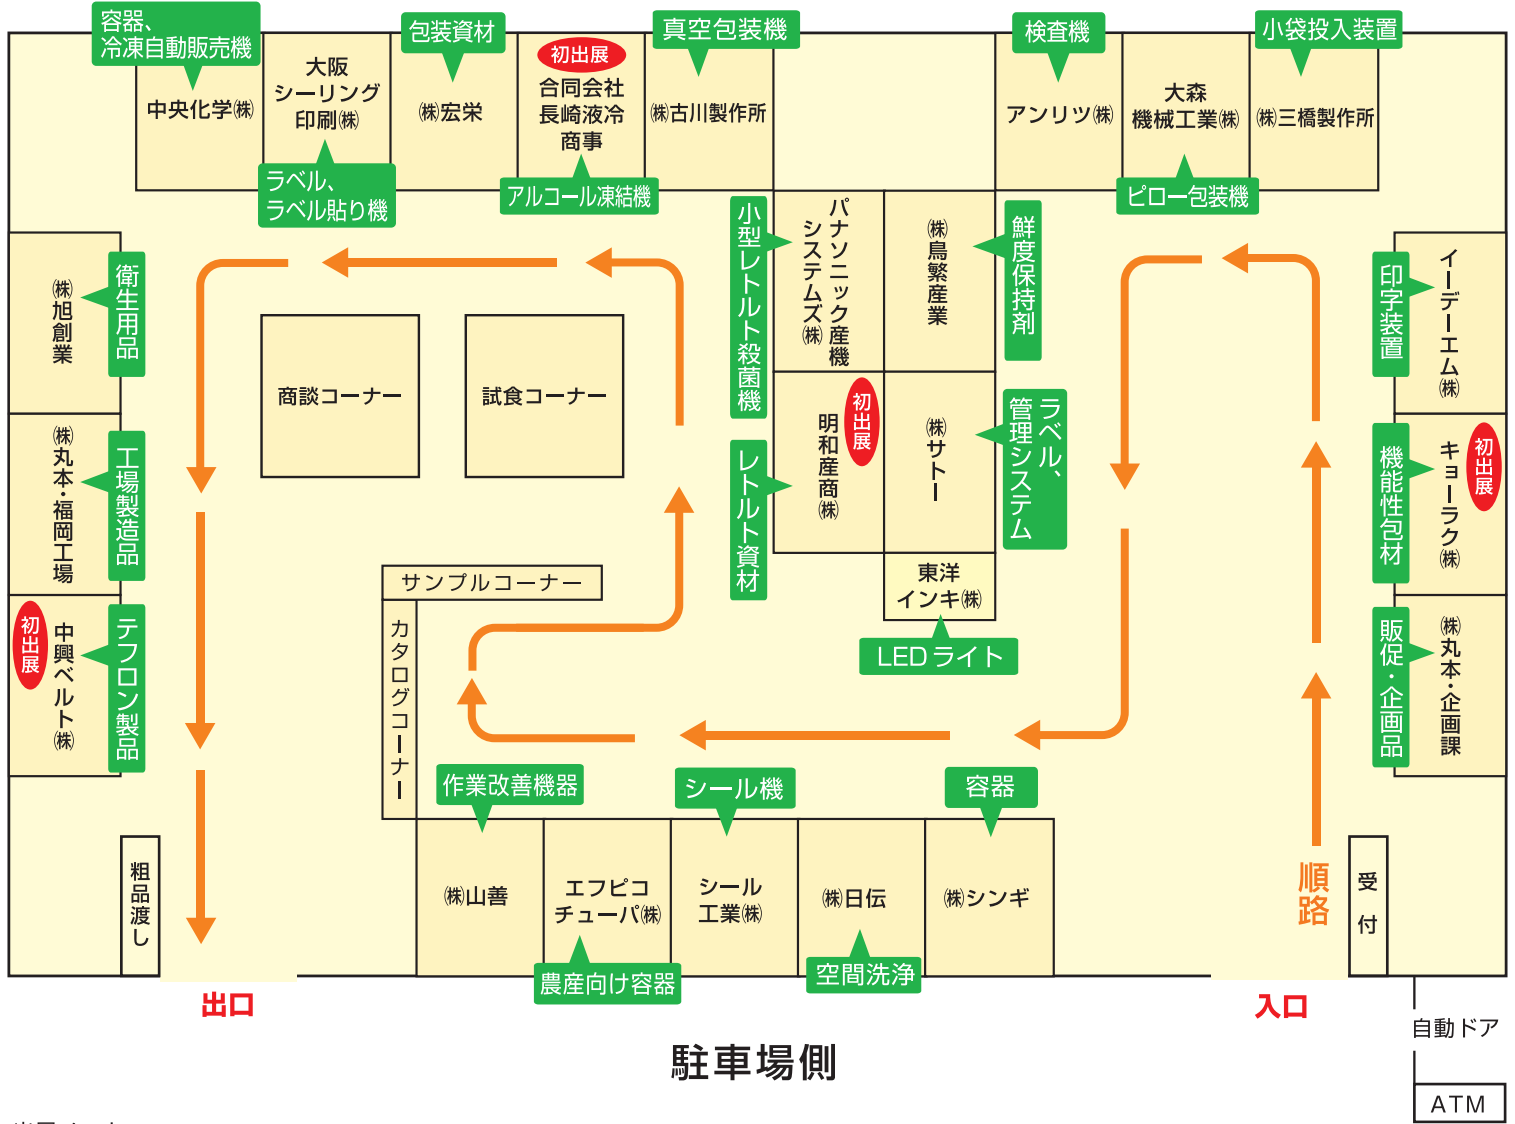 容器、
冷凍自動販売機
中央化学㈱
大阪
シーリング
印刷㈱
ラベル、
ラベル貼り機
包装資材
㈱宏栄
初出展
合同会社
長崎液冷
商事
アルコール凍結機
真空包装機
㈱古川製作所
検査機
アンリツ㈱
大森
機械工業㈱
ピロー包装機
小袋投入装置
㈱三橋製作所
㈱旭創業
衛生用品
㈱丸本・福岡工場
工場製造品
初出展
中興ベルト㈱
テフロン製品
商談コーナー
試食コーナー
小型レトルト殺菌機
パナソニック産機
システムズ㈱
㈱鳥繁産業
鮮度保持剤
レトルト資材
初出展
明和産商㈱
㈱サトー
ラベル、
管理システム
東洋
インキ㈱
LEDライト
印字装置
イーデーエム㈱
機能性包材
キョーラク㈱
初出展
販促・企画品
㈱丸本・企画課
サンプルコーナー
カタログコーナー
作業改善機器
㈱山善
エフピコ
チューパ㈱
農産向け容器
シール機
シール
工業㈱
㈱日伝
空間洗浄
容器
㈱シンギ
粗品渡し
順路
受付
出口
入口
駐車場側
自動ドア
ATM